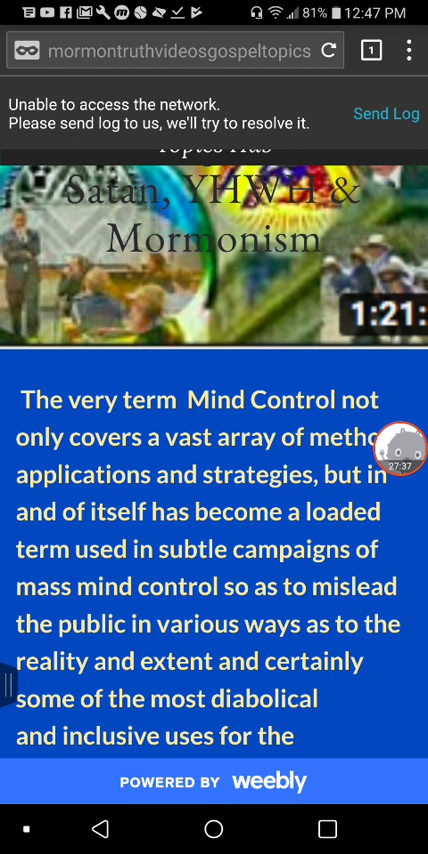 81% 12:47 PM
mormontruthvideosgospeltopics
1
Unable to access the network.
Please send log to us, we'll try to resolve it.
Send Log
Topics Hub
Satan, YHWH &
Mormonism
1:21:
The very term Mind Control not
only covers a vast array of metho
27:37
applications and strategies, but in
and of itself has become a loaded
term used in subtle campaigns of
mass mind control so as to mislead
the public in various ways as to the
reality and extent and certainly
some of the most diabolical
and inclusive uses for the
POWERED BY weebly